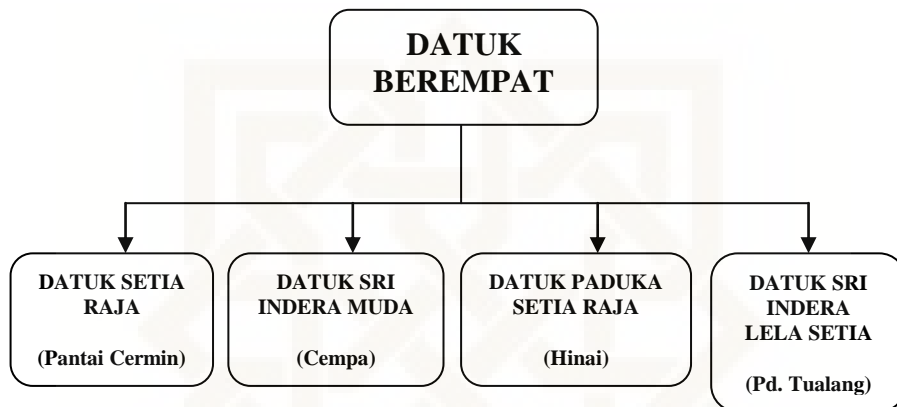 DATUK
BEREMPAT
DATUK SETIA
RAJA
(Pantai Cermin)
DATUK SRI
INDERA MUDA
(Cempa)
DATUK PADUKA
SETIA RAJA
(Hinai)
DATUK SRI
INDERA
LELA SETIA
(Pd. Tualang)